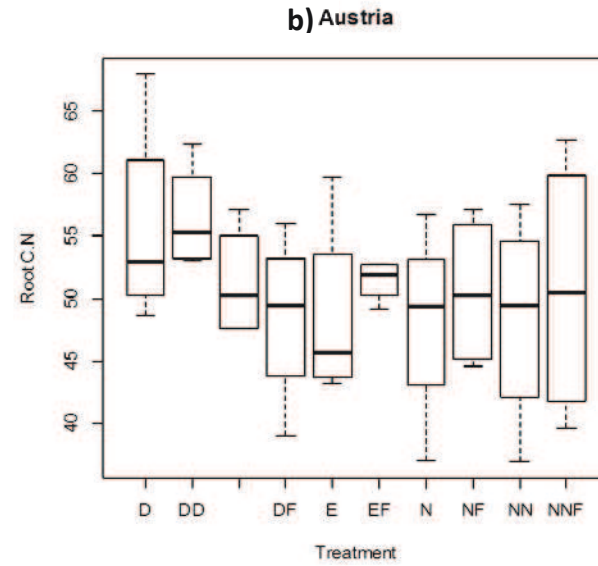 b) Austria
65
60
55
50
45
40
Root C.N
D DD DF E EF N NF NN NNF
Treatment